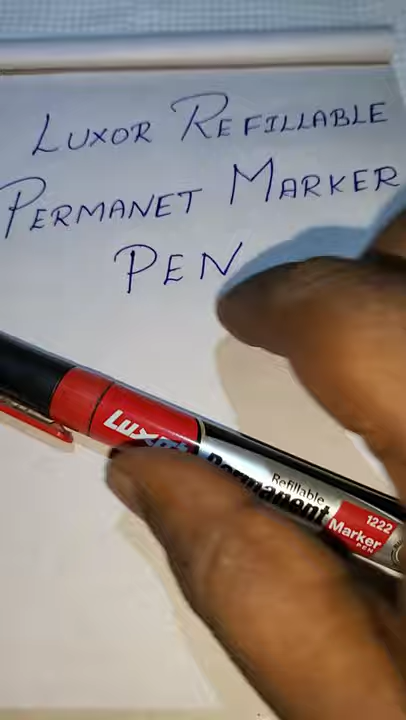 LUXOR REFILLABLE
PERMANET MARKER
PEN
Luxor
Refillable
Permanent
1222
Marker
PEN